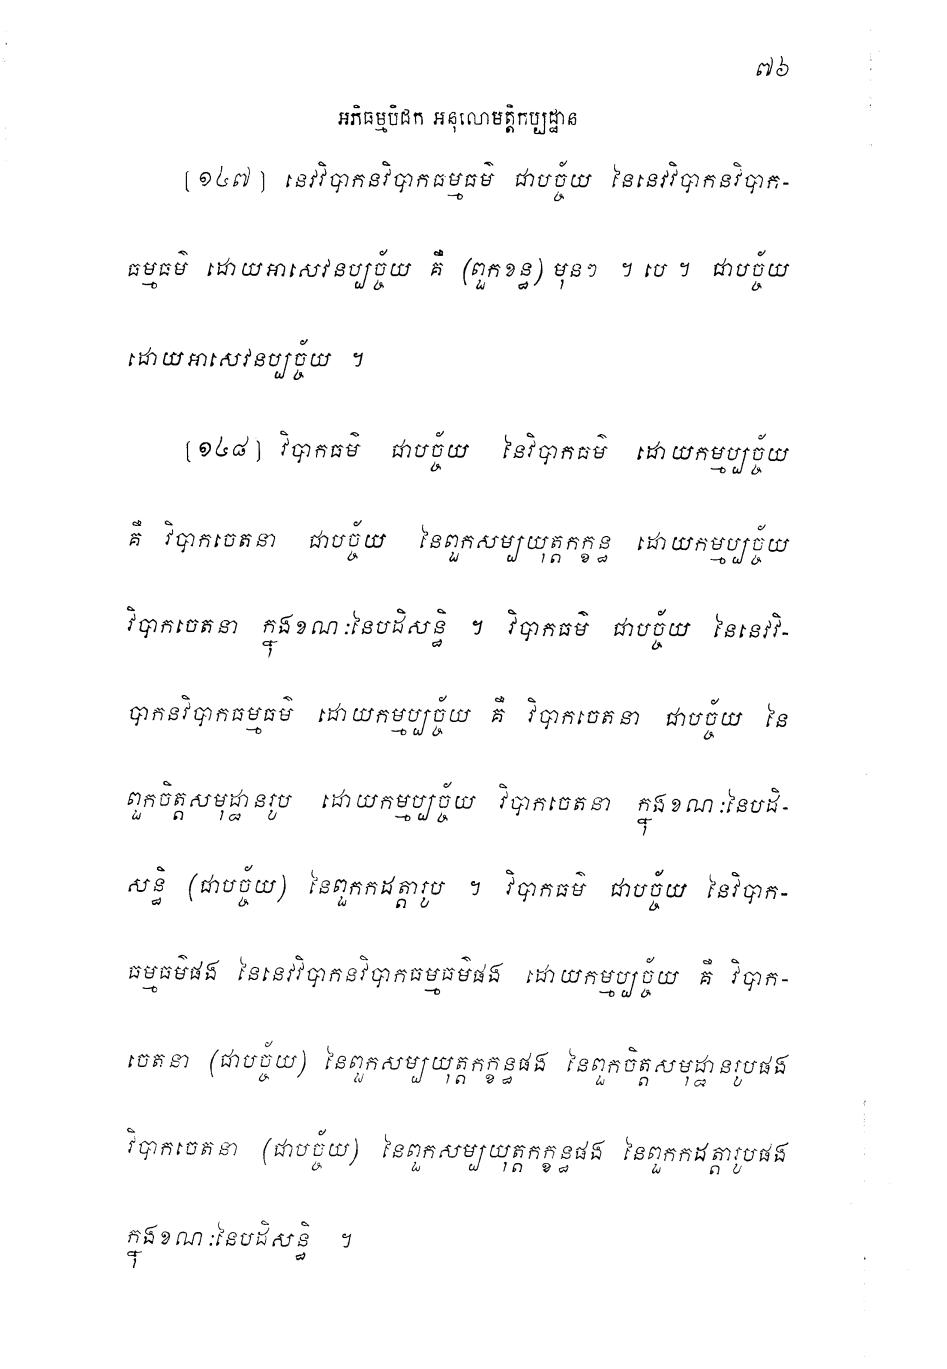 ៧៦
អភិធម្មបិដក អនុលោមត្តិកប្បដ្ឋាន
[១៤៧] នេវវិបាកនវិបាកធម្មធម៌ ជាបច្ច័យ នៃនេវវិបាកនវិបាក-
ធម្មធម៌ ដោយអាសេវនប្បច្ច័យ គឺ (ពួកខន្ធ) មុនៗ ។ បេ ។ ជាបច្ច័យ
ដោយអាសេវនប្បច្ច័យ ។
[១៤៨] វិបាកធម៌ ជាបច្ច័យ នៃវិបាកធម៌ ដោយកម្មប្បច្ច័យ
គឺ វិបាកចេតនា ជាបច្ច័យ នៃពួកសម្បយុត្តកក្ខន្ធ ដោយកម្មប្បច្ច័យ
វិបាកចេតនា ក្នុងខណៈនៃបដិសន្ធិ ។ វិបាកធម៌ ជាបច្ច័យ នៃនេវវិ-
បាកនវិបាកធម្មធម៌ ដោយកម្មប្បច្ច័យ គឺ វិបាកចេតនា ជាបច្ច័យ នៃ
ពួកចិត្តសមុដ្ឋានរូប ដោយកម្មប្បច្ច័យ វិបាកចេតនា ក្នុងខណៈនៃបដិ-
សន្ធិ (ជាបច្ច័យ) នៃពួកកដត្តារូប ។ វិបាកធម៌ ជាបច្ច័យ នៃវិបាក-
ធម្មធម៌ផង នៃនេវវិបាកនវិបាកធម្មធម៌ផង ដោយកម្មប្បច្ច័យ គឺ វិបាក-
ចេតនា (ជាបច្ច័យ) នៃពួកសម្បយុត្តកក្ខន្ធផង នៃពួកចិត្តសមុដ្ឋានរូបផង
វិបាកចេតនា (ជាបច្ច័យ) នៃពួកសម្បយុត្តកក្ខន្ធផង នៃពួកកដត្តារូបផង
ក្នុងខណៈនៃបដិសន្ធិ ។